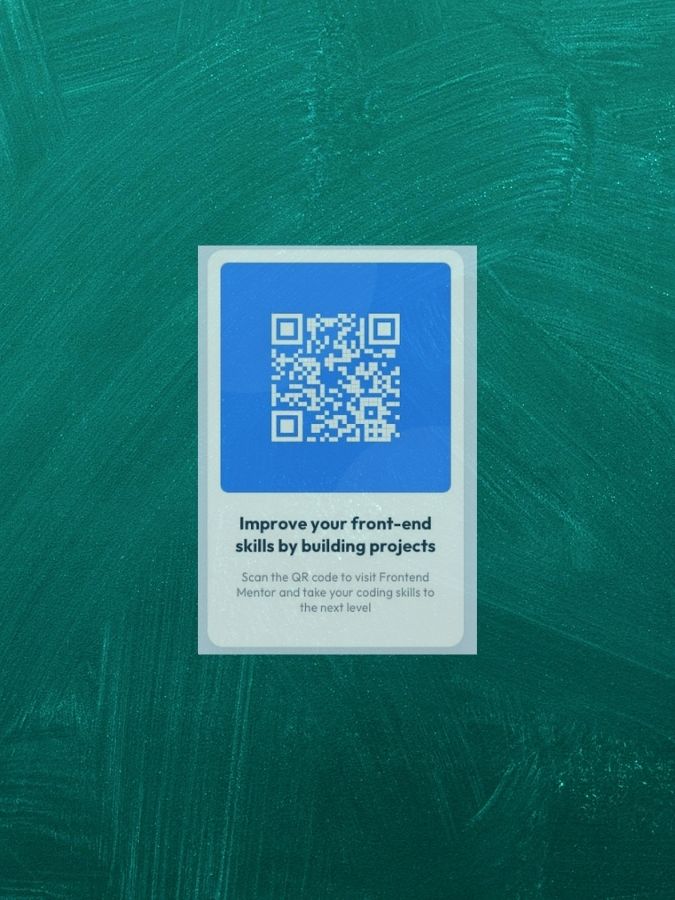 Improve your front-end
skills by building projects
Scan the QR code to visit Frontend
Mentor and take your coding skills to
the next level